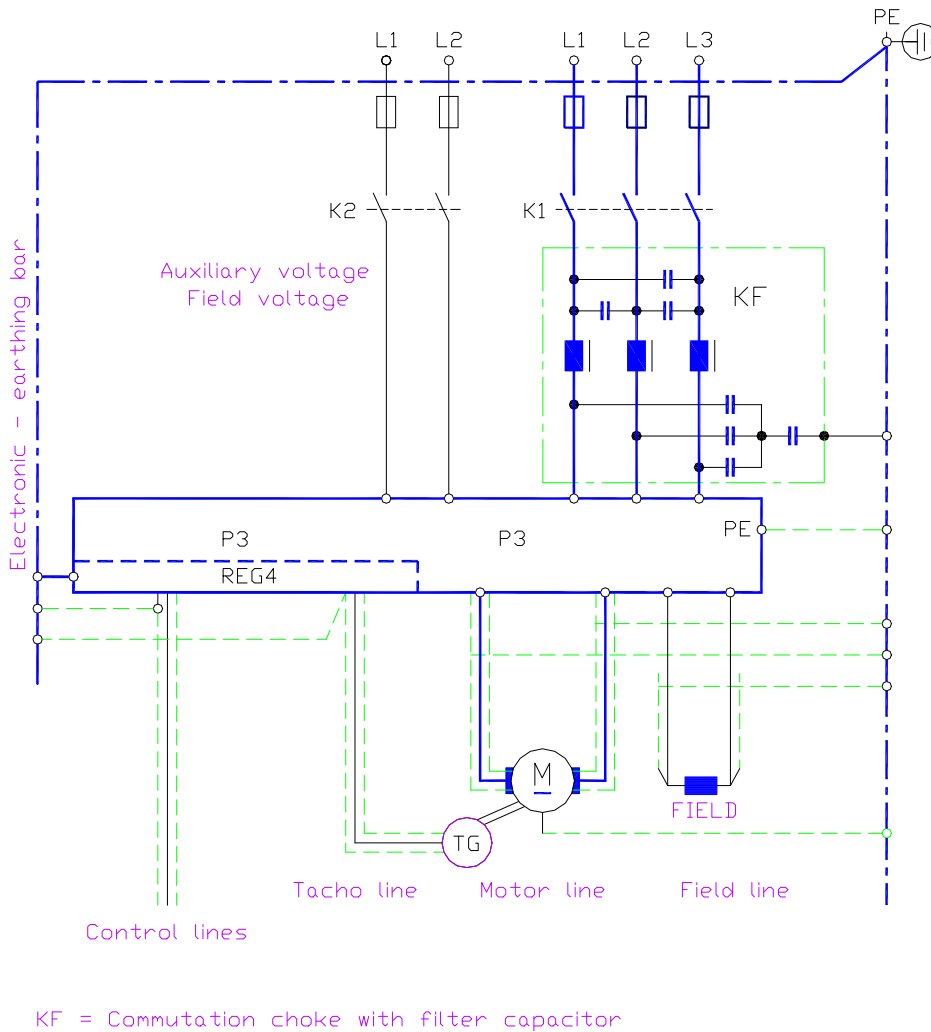 PE
L1 L2 L1 L2 L3
K2 K1
Auxiliary voltage
Field voltage
KF
Electronic - earthing bar
P3 P3 PE
REG4
M
FIELD
TG
Tacho line Motor line Field line
Control lines
KF = Commutation choke with filter capacitor